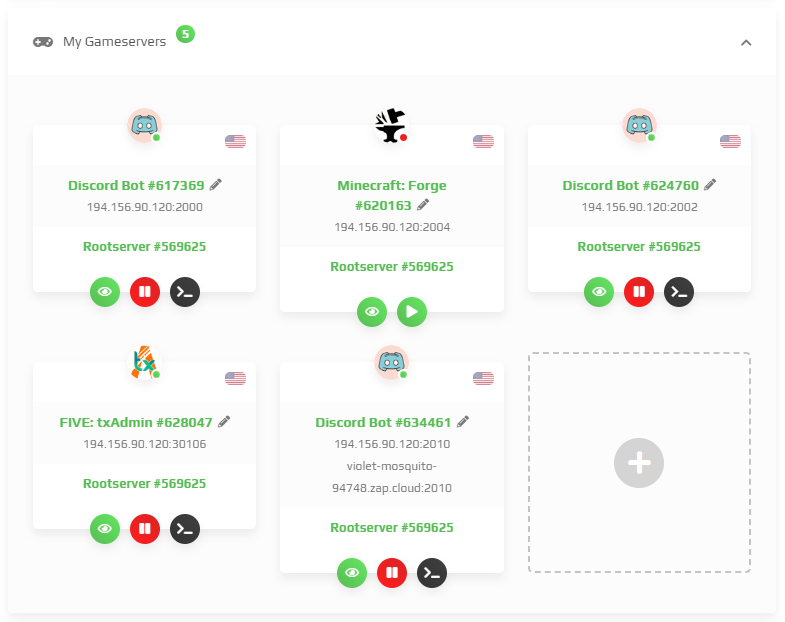 My Gameservers 5
Discord Bot #617369
194.156.90.120:2000
Rootserver #569625
Minecraft: Forge
#620163
194.156.90.120:2004
Rootserver #569625
Discord Bot #624760
194.156.90.120:2002
Rootserver #569625
tx
FIVE: txAdmin #628047
194.156.90.120:30106
Rootserver #569625
Discord Bot #634461
194.156.90.120:2010
violet-mosquito-
94748.zap.cloud:2010
Rootserver #569625